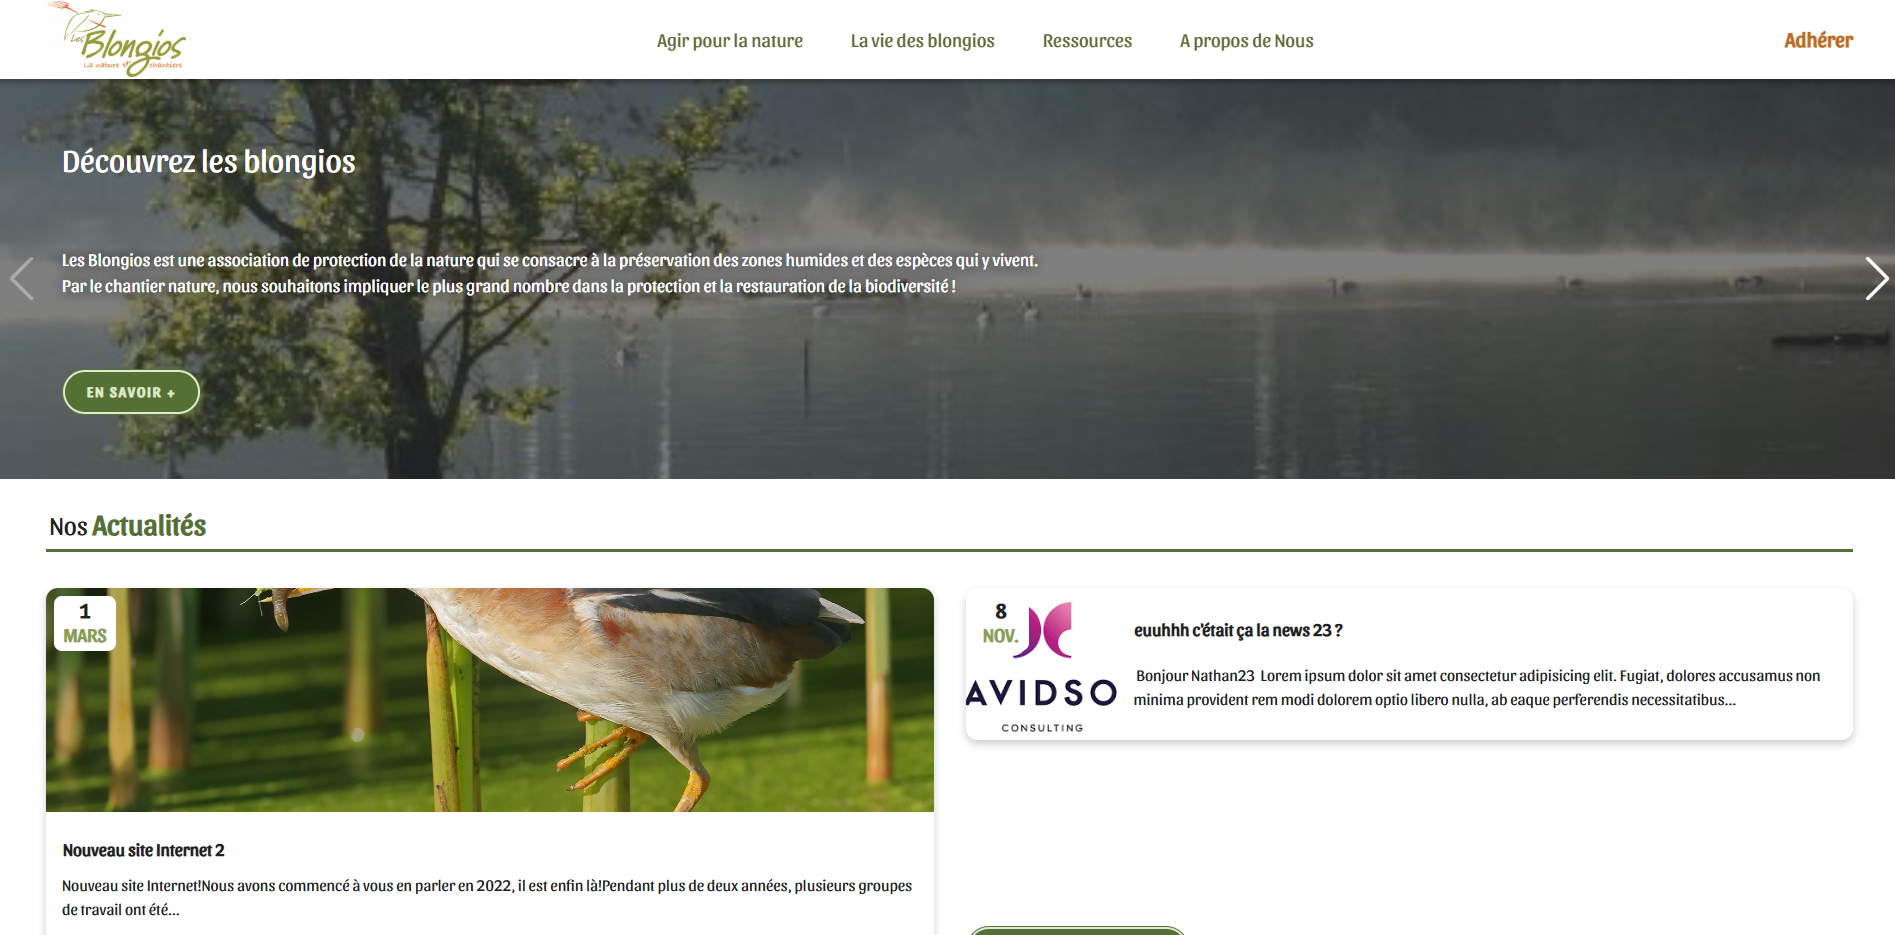 Les Blongios
La nature en chantiers
Agir pour la nature
La vie des blongios
Ressources
A propos de Nous
Adhérer
Découvrez les blongios
Les Blongios est une association de protection de la nature qui se consacre à la préservation des zones humides et des espèces qui y vivent.
Par le chantier nature, nous souhaitons impliquer le plus grand nombre dans la protection et la restauration de la biodiversité !
EN SAVOIR +
Nos Actualités
1
MARS
Nouveau site Internet 2
Nouveau site Internet!Nous avons commencé à vous en parler en 2022, il est enfin là!Pendant plus de deux années, plusieurs groupes
de travail ont été...
8
NOV.
AVIDSO
CONSULTING
euuhhh c'était ça la news 23 ?
Bonjour Nathan23 Lorem ipsum dolor sit amet consectetur adipisicing elit. Fugiat, dolores accusamus non
minima provident rem modi dolorem optio libero nulla, ab eaque perferendis necessitatibus...